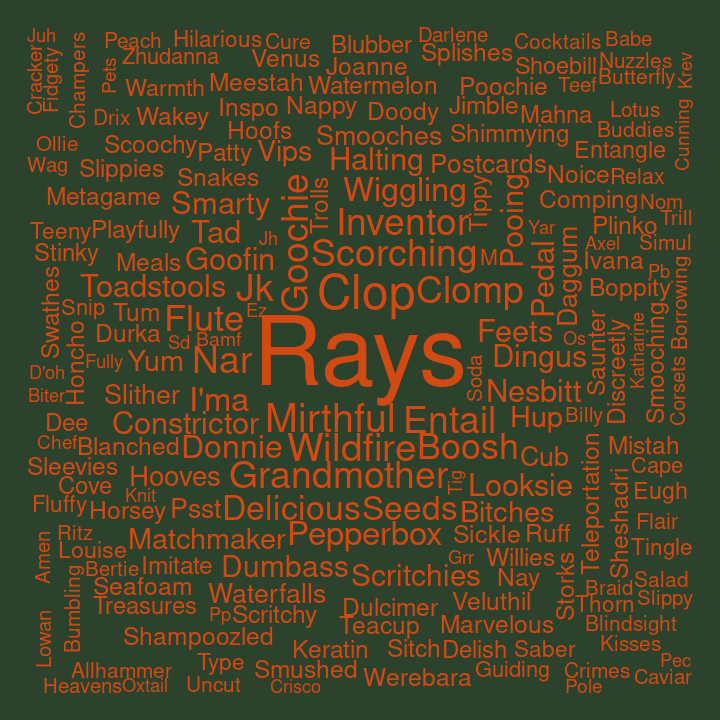 Juh
Peach
Hilarious
Cure
Blubber
Darlene
Cocktails
Babe
Cracker
Fidgety
Champers
Pets
Zhudanna
Venus
Joanne
Splishes
Shoebill
Nuzzles
Krev
Warmth
Meestah
Watermelon
Poochie
Teef
Butterfly
Drix
Wakey
Inspo
Nappy
Doody
Jimble
Mahna
Lotus
Cunning
Ollie
Scoochy
Hoofs
Smooches
Shimmying
Buddies
Wag
Slippies
Patty
Vips
Halting
Postcards
Entangle
Snakes
Noice
Relax
Metagame
Smarty
Goochie
Trolls
Wiggling
Tippy
Pooing
Comping
Nom
Trill
Teeny
Playfully
Tad
Inventor
Yar
Plinko
Stinky
Jh
Scorching
M
Pedal
Daggum
Axel
Simul
Meals
Goofin
Ivana
Pb
Borrowing
Swathes
Toadstools
Jk
Clop
Clomp
Boppity
Snip
Tum
Flute
Ez
Rays
Feets
Os
Saunter
Discreetly
Katharine
Smooching
Durka
Sd
Bamf
Honcho
Fully
Yum
Nar
Soda
Dingus
D'oh
Biter
Slither
I'ma
Nesbitt
Corsets
Dee
Constrictor
Mirthful
Entail
Hup
Billy
Chef
Blanched
Donnie
Wildfire
Boosh
Cub
Teleportation
Mistah
Sleevies
Cove
Hooves
Grandmother
Tig
Looksie
Sheshadri
Cape
Eugh
Fluffy
Knit
Horsey
Psst
Delicious
Seeds
Bitches
Flair
Amen
Ritz
Louise
Matchmaker
Pepperbox
Sickle
Ruff
Tingle
Bertie
Imitate
Dumbass
Grr
Willies
Storks
Bumbling
Seafoam
Scritchies
Nay
Braid
Salad
Treasures
Waterfalls
Veluthil
Thorn
Slippy
Lowan
Pp
Scritchy
Dulcimer
Teacup
Marvelous
Blindsight
Shampoozled
Keratin
Sitch
Delish
Saber
Kisses
Allhammer
Type
Smushed
Werebara
Guiding
Crimes
Pec
Heavens
Oxtail
Uncut
Crisco
Pole
Caviar